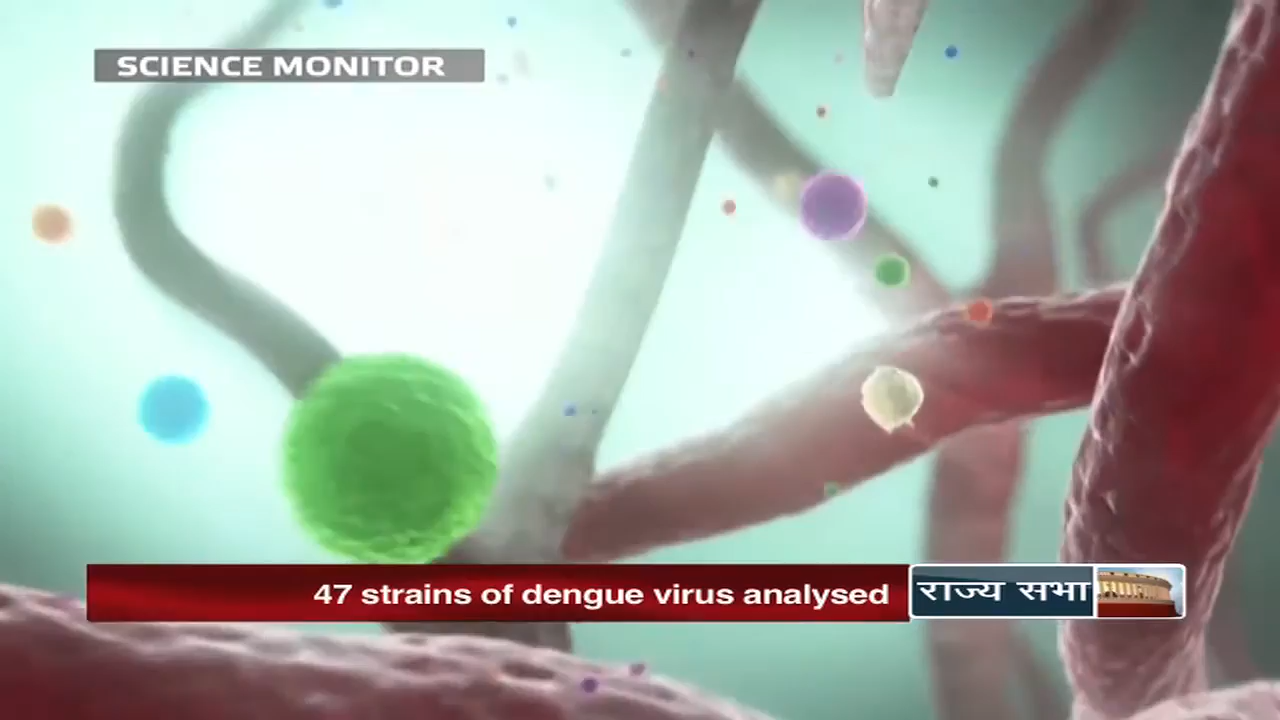 SCIENCE MONITOR
47 strains of dengue virus analysed
राज्य सभा